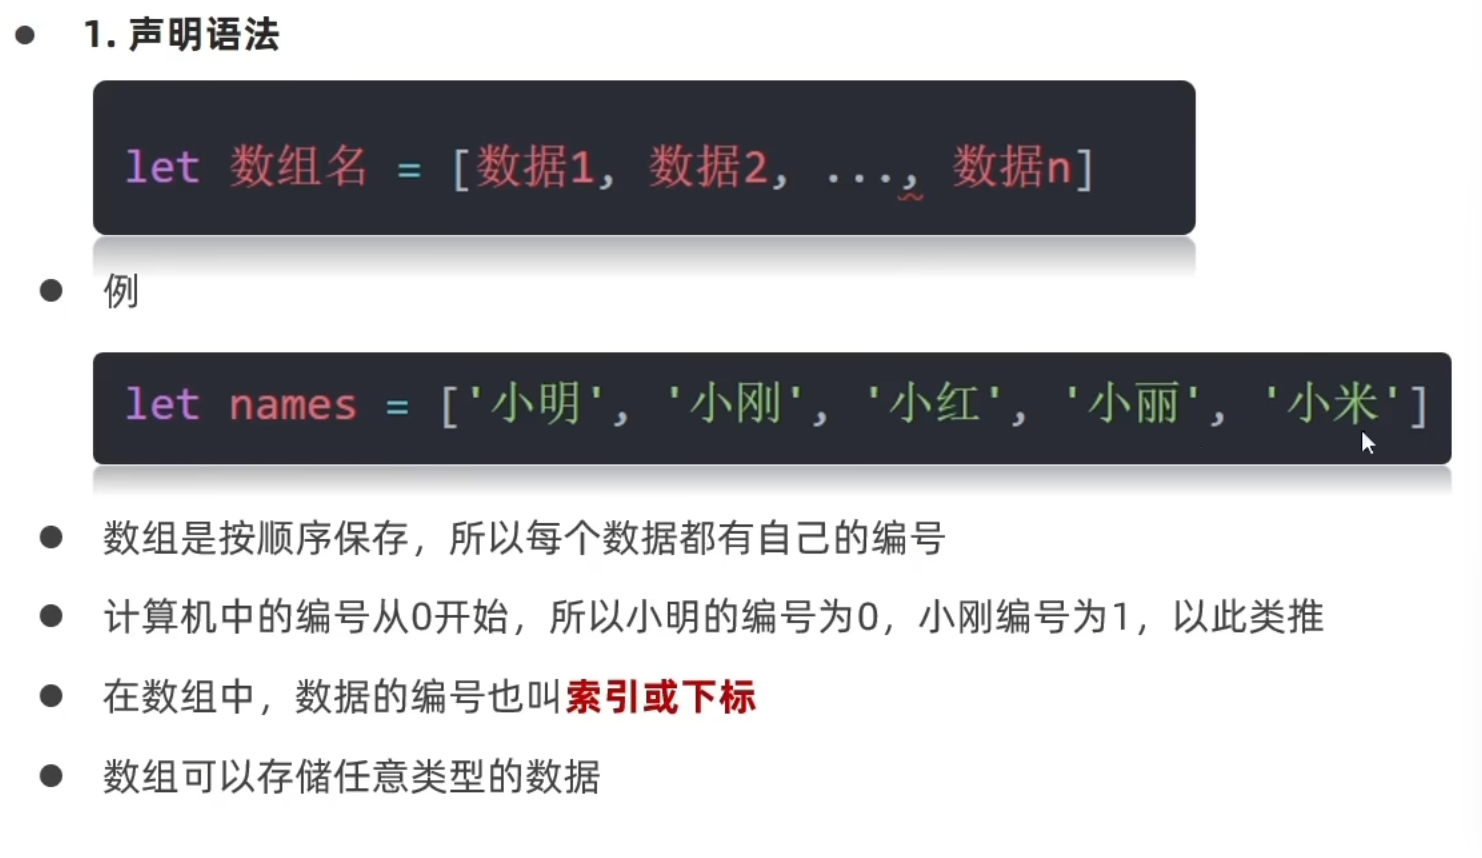 1. 声明语法
let 数组名 = [数据1, 数据2, ..., 数据n]
例
let names = ['小明', '小刚', '小红', '小丽', '小米']
数组是按顺序保存，所以每个数据都有自己的编号
计算机中的编号从0开始，所以小明的编号为0，小刚编号为1，以此类推
在数组中，数据的编号也叫索引或下标
数组可以存储任意类型的数据